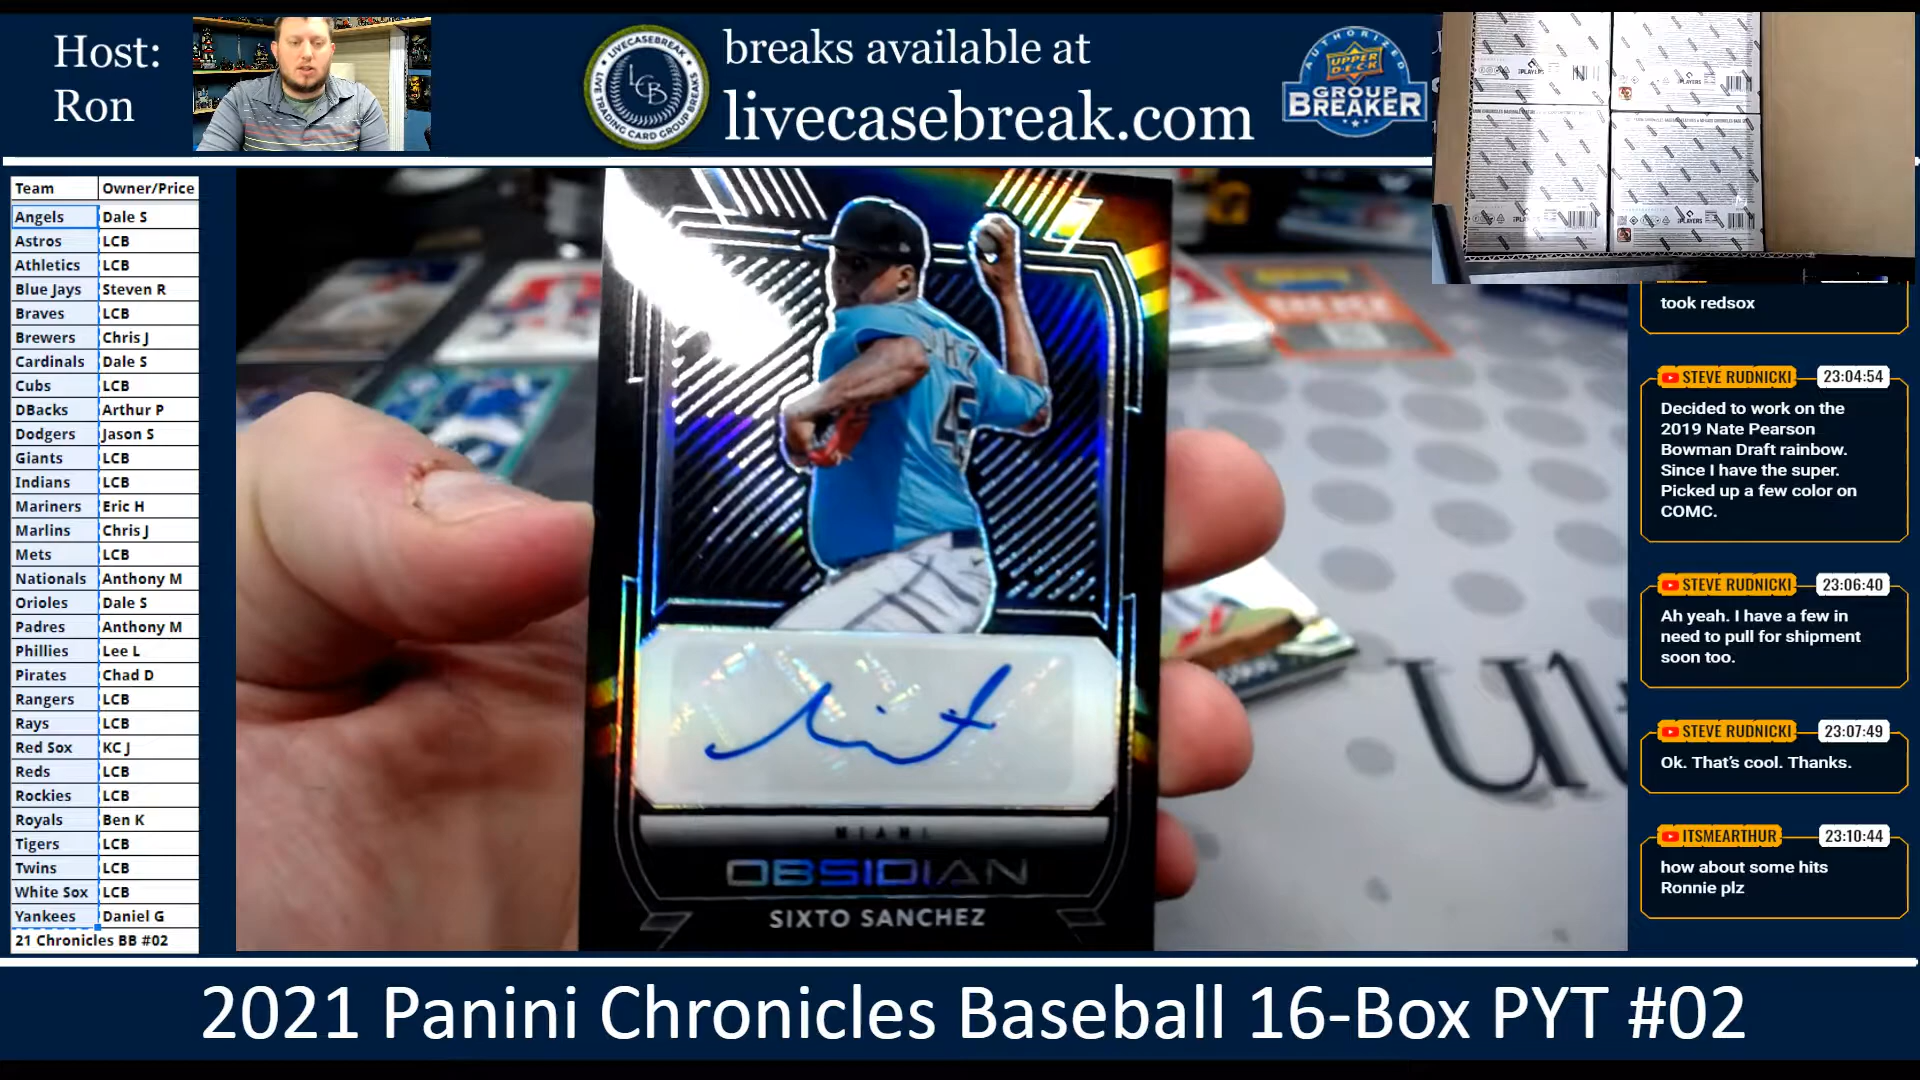 Host:
Ron
LIVECASEBREAK
LCB
LIVE TRADING CARD GROUP BREAKS
breaks available at
livecasebreak.com
AUTHORIZED
UPPER DECK
GROUP
BREAKER
Team Owner/Price
Angels Dale S
Astros LCB
Athletics LCB
Blue Jays Steven R
Braves LCB
Brewers Chris J
Cardinals Dale S
Cubs LCB
DBacks Arthur P
Dodgers Jason S
Giants LCB
Indians LCB
Mariners Eric H
Marlins Chris J
Mets LCB
Nationals Anthony M
Orioles Dale S
Padres Anthony M
Phillies Lee L
Pirates Chad D
Rangers LCB
Rays LCB
Red Sox KC J
Reds LCB
Rockies LCB
Royals Ben K
Tigers LCB
Twins LCB
White Sox LCB
Yankees Daniel G
21 Chronicles BB #02
MIAMI
OBSIDIAN
SIXTO SANCHEZ
took redsox
STEVE RUDNICKI 23:04:54
Decided to work on the
2019 Nate Pearson
Bowman Draft rainbow.
Since I have the super.
Picked up a few color on
COMC.
STEVE RUDNICKI 23:06:40
Ah yeah. I have a few in
need to pull for shipment
soon too.
STEVE RUDNICKI 23:07:49
Ok. That's cool. Thanks.
ITSMEARTHUR 23:10:44
how about some hits
Ronnie plz
2021 Panini Chronicles Baseball 16-Box PYT #02